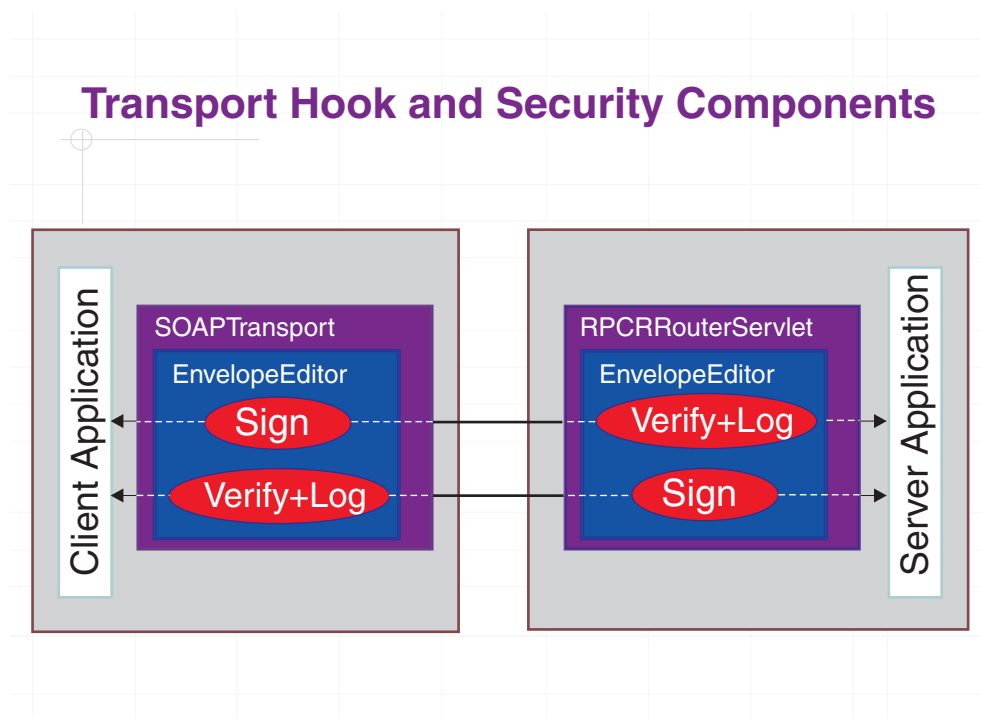 Transport Hook and Security Components
Client Application
SOAPTransport
EnvelopeEditor
Sign
Verify+Log
RPCRRouterServlet
EnvelopeEditor
Verify+Log
Sign
Server Application